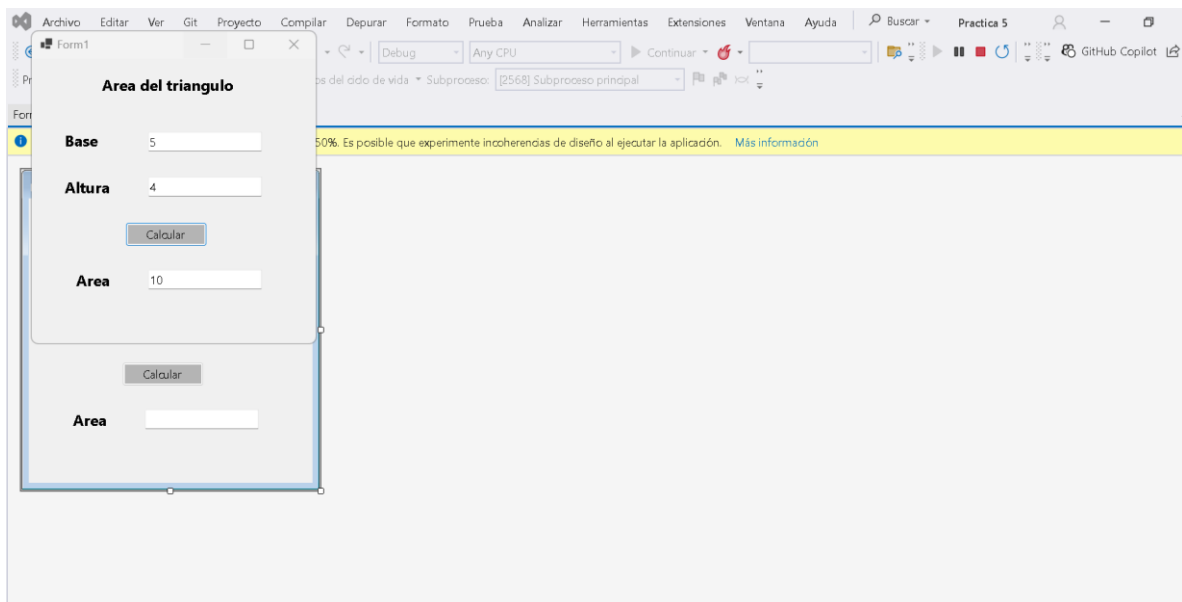 Archivo Editar Ver Git Proyecto Compilar Depurar Formato Prueba Analizar Herramientas Extensiones Ventana Ayuda Buscar Practica 5
Form1
Debug Any CPU Continuar GitHub Copilot
Pr os del ciclo de vida Subproceso: [2568] Subproceso principal
Forn
50%. Es posible que experimente incoherencias de diseño al ejecutar la aplicación. Más información
Area del triangulo
Base 5
Altura 4
Calcular
Area 10
Calcular
Area